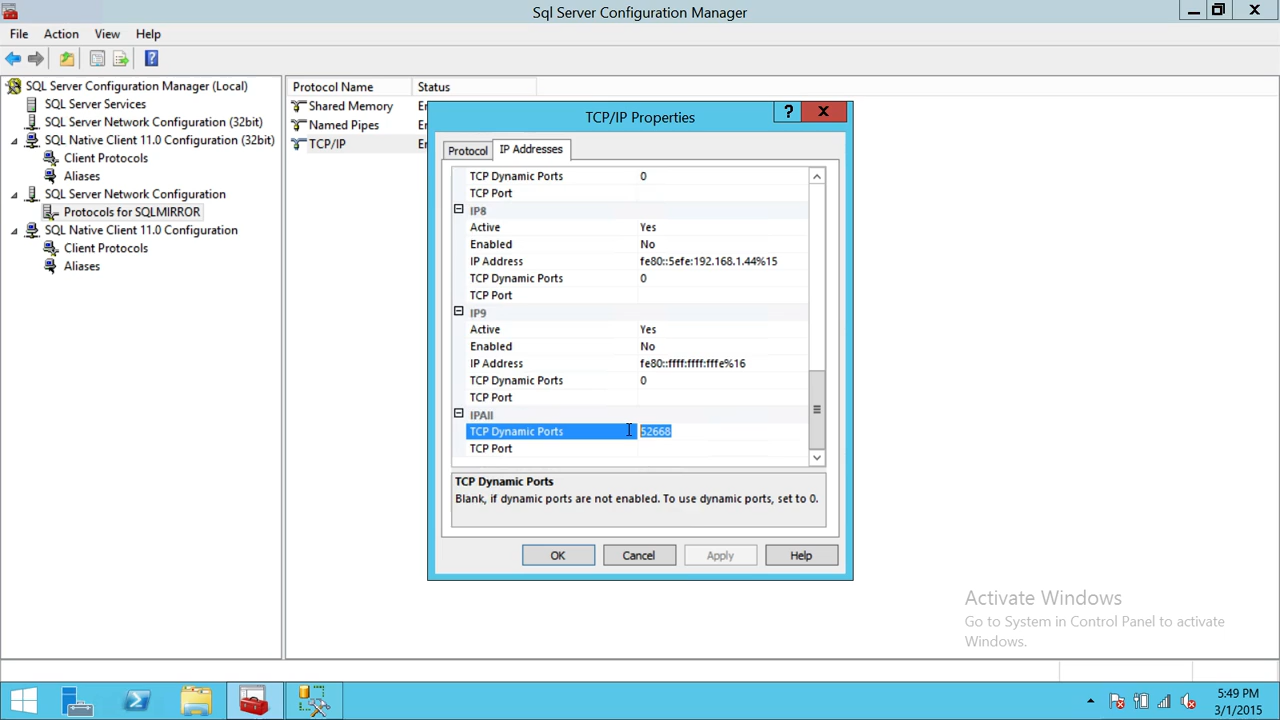 Sql Server Configuration Manager
File Action View Help
SQL Server Configuration Manager (Local)
SQL Server Services
SQL Server Network Configuration (32bit)
SQL Native Client 11.0 Configuration (32bit)
Client Protocols
Aliases
SQL Server Network Configuration
Protocols for SQLMIRROR
SQL Native Client 11.0 Configuration
Client Protocols
Aliases
Protocol Name Status
Shared Memory En
Named Pipes En
TCP/IP En
TCP/IP Properties
Protocol IP Addresses
TCP Dynamic Ports 0
TCP Port
IP8
Active Yes
Enabled No
IP Address fe80::5efe:192.168.1.44%15
TCP Dynamic Ports 0
TCP Port
IP9
Active Yes
Enabled No
IP Address fe80::ffff:ffff:fffe%16
TCP Dynamic Ports 0
TCP Port
IPAll
TCP Dynamic Ports 52668
TCP Port
TCP Dynamic Ports
Blank, if dynamic ports are not enabled. To use dynamic ports, set to 0.
OK Cancel Apply Help
Activate Windows
Go to System in Control Panel to activate
Windows.
5:49 PM
3/1/2015